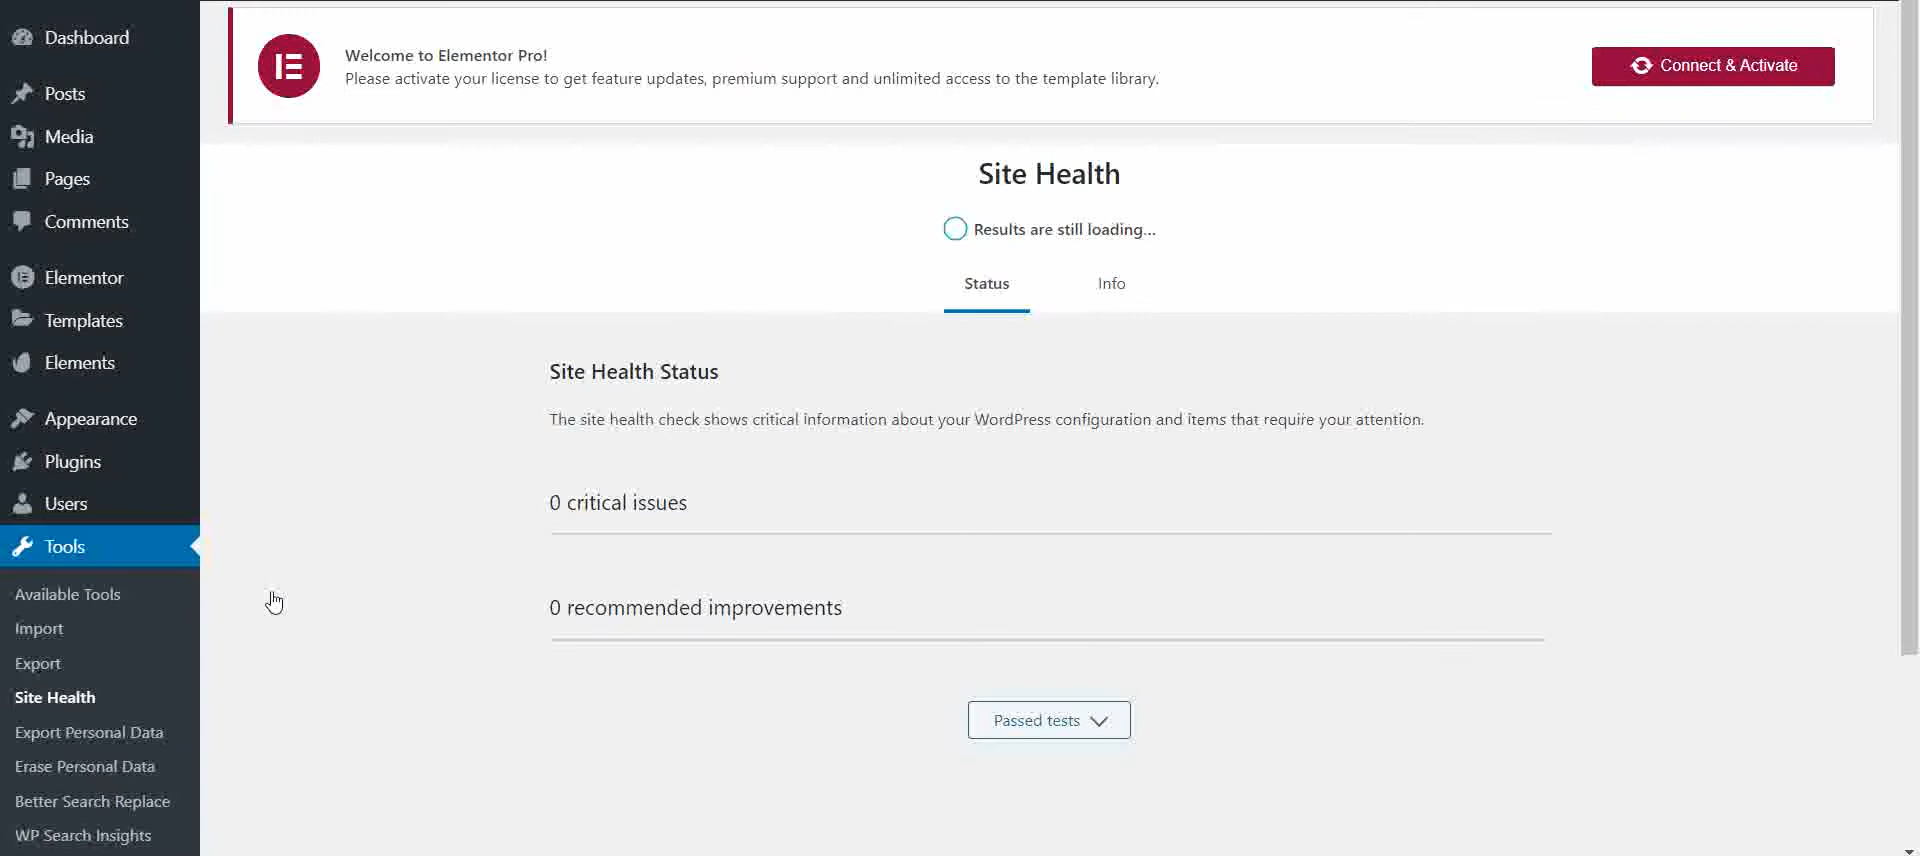 Dashboard
Posts
Media
Pages
Comments
Elementor
Templates
Elements
Appearance
Plugins
Users
Tools
Available Tools
Import
Export
Site Health
Export Personal Data
Erase Personal Data
Better Search Replace
WP Search Insights
Welcome to Elementor Pro!
Please activate your license to get feature updates, premium support and unlimited access to the template library.
Connect & Activate
Site Health
Results are still loading...
Status
Info
Site Health Status
The site health check shows critical information about your WordPress configuration and items that require your attention.
0 critical issues
0 recommended improvements
Passed tests